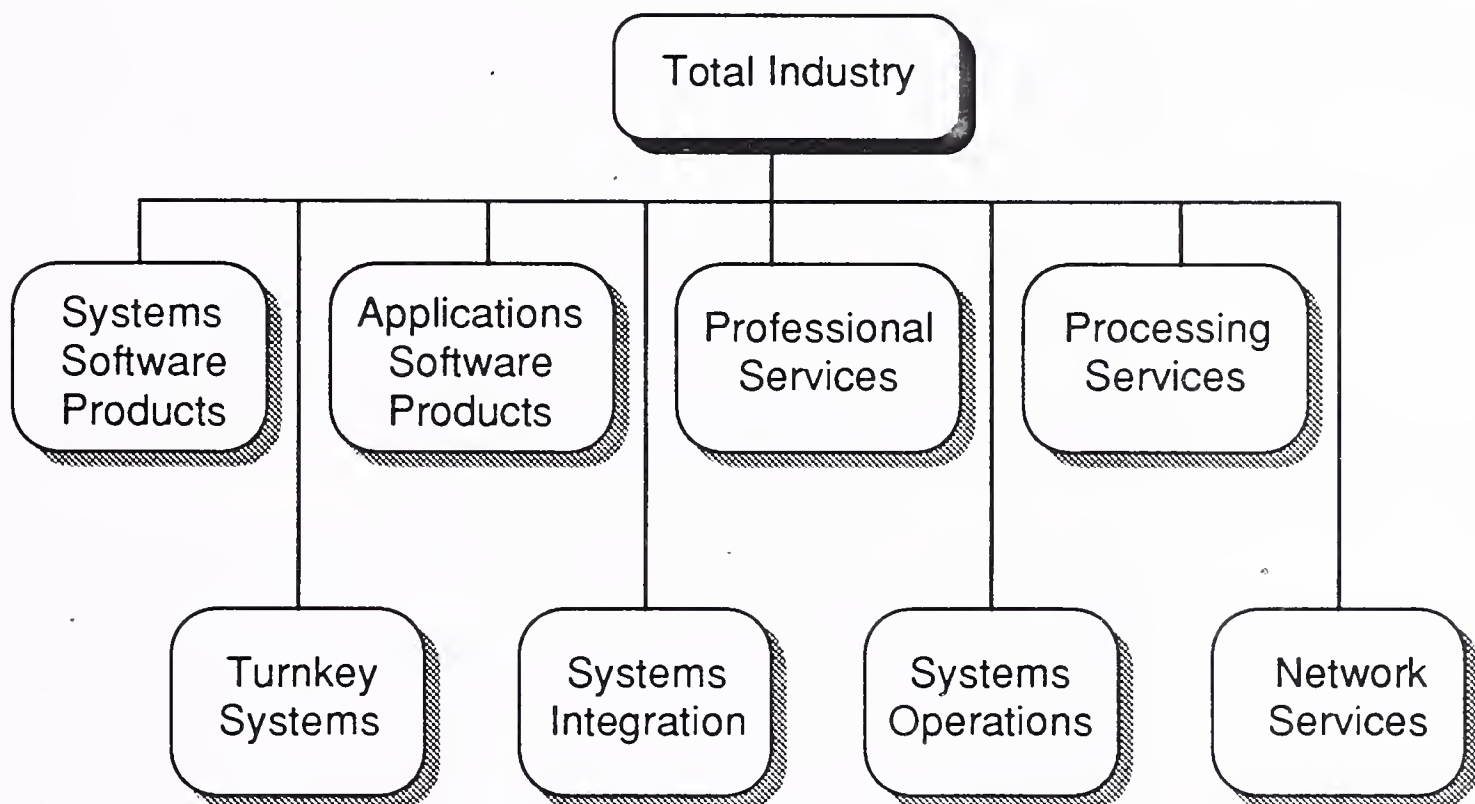 Total Industry
Systems
Software
Products
Applications
Software
Products
Professional
Services
Processing
Services
Turnkey
Systems
Systems
Integration
Systems
Operations
Network
Services